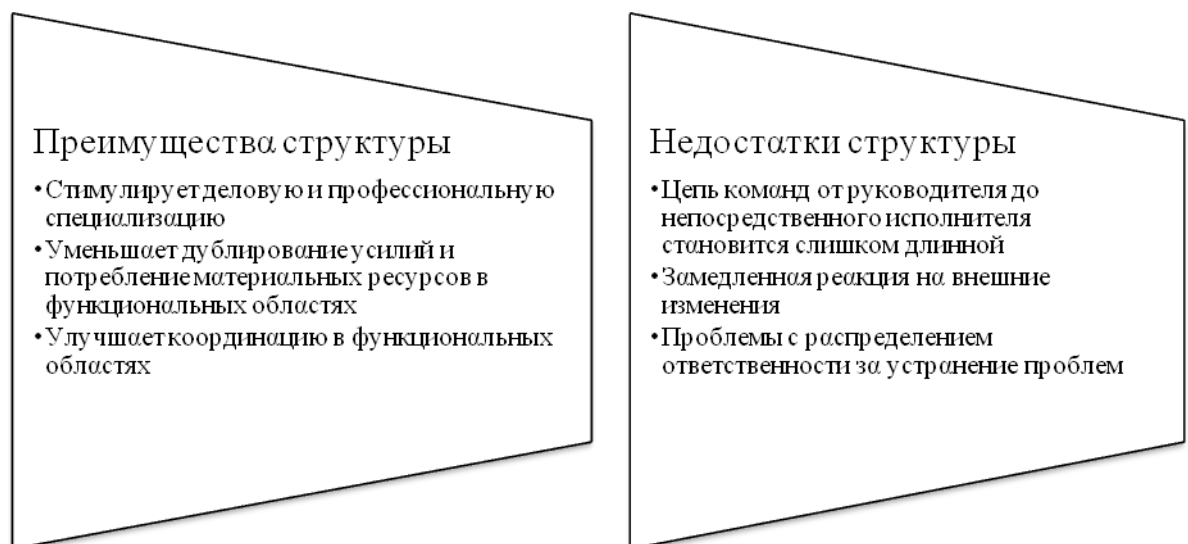 Преимущества структуры
•Стимулирует деловую и профессиональную
специализацию
•Уменьшает дублирование усилий и
потребление материальных ресурсов в
функциональных областях
•Улучшает координацию в функциональных
областях
Недостатки структуры
•Цепь команд от руководителя до
непосредственного исполнителя
становится слишком длинной
•Замедленная реакция на внешние
изменения
•Проблемы с распределением
ответственности за устранение проблем